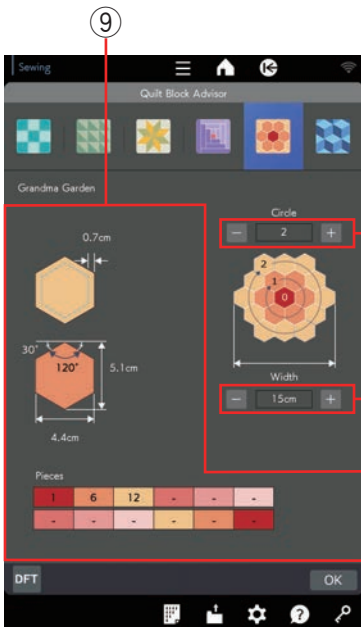 ⑨
Sewing
Quilt Block Advisor
Grandma Garden
Circle
− 2 +
0.7cm
2
1
0
30°
120°
5.1cm
4.4cm
Width
− 15cm +
Pieces
1 6 12 - - -
- - - - - -
DFT
OK
?